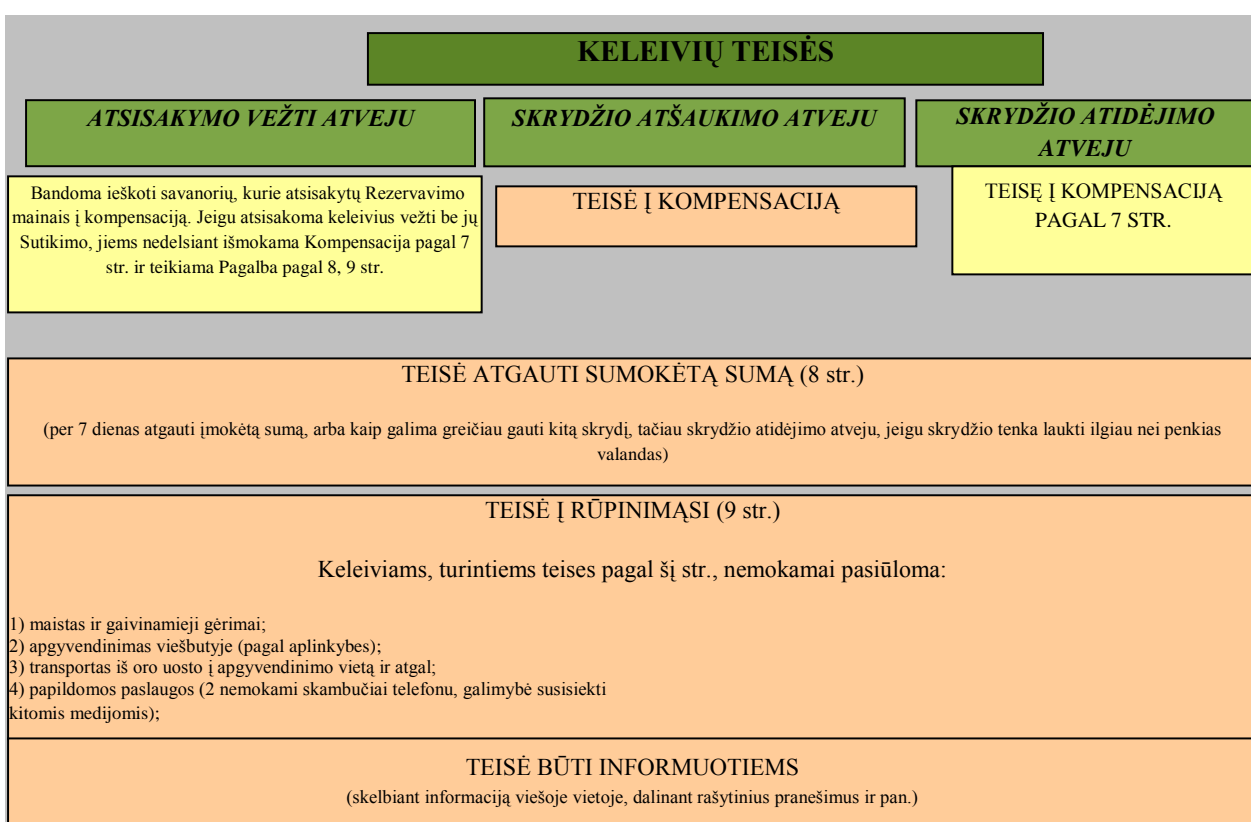 KELEIVIŲ TEISĖS
ATSISAKYMO VEŽTI ATVEJU
SKRYDŽIO ATŠAUKIMO ATVEJU
SKRYDŽIO ATIDĖJIMO
ATVEJU
Bandoma ieškoti savanorių, kurie atsisakytų Rezervavimo
mainais į kompensaciją. Jeigu atsisakoma keleivius vežti be jų
Sutikimo, jiems nedelsiant išmokama Kompensacija pagal 7
str. ir teikiama Pagalba pagal 8, 9 str.
TEISĖ Į KOMPENSACIJĄ
TEISĘ Į KOMPENSACIJĄ
PAGAL 7 STR.
TEISĖ ATGAUTI SUMOKĖTĄ SUMĄ (8 str.)
(per 7 dienas atgauti įmokėtą sumą, arba kaip galima greičiau gauti kitą skrydį, tačiau skrydžio atidėjimo atveju, jeigu skrydžio tenka laukti ilgiau nei penkias
valandas)
TEISĖ Į RŪPINIMĄSI (9 str.)
Keleiviams, turintiems teises pagal šį str., nemokamai pasiūloma:
1) maistas ir gaivinamieji gėrimai;
2) apgyvendinimas viešbutyje (pagal aplinkybes);
3) transportas iš oro uosto į apgyvendinimo vietą ir atgal;
4) papildomos paslaugos (2 nemokami skambučiai telefonu, galimybė susisiekti
kitomis medijomis);
TEISĖ BŪTI INFORMUOTIEMS
(skelbiant informaciją viešoje vietoje, dalinant rašytinius pranešimus ir pan.)